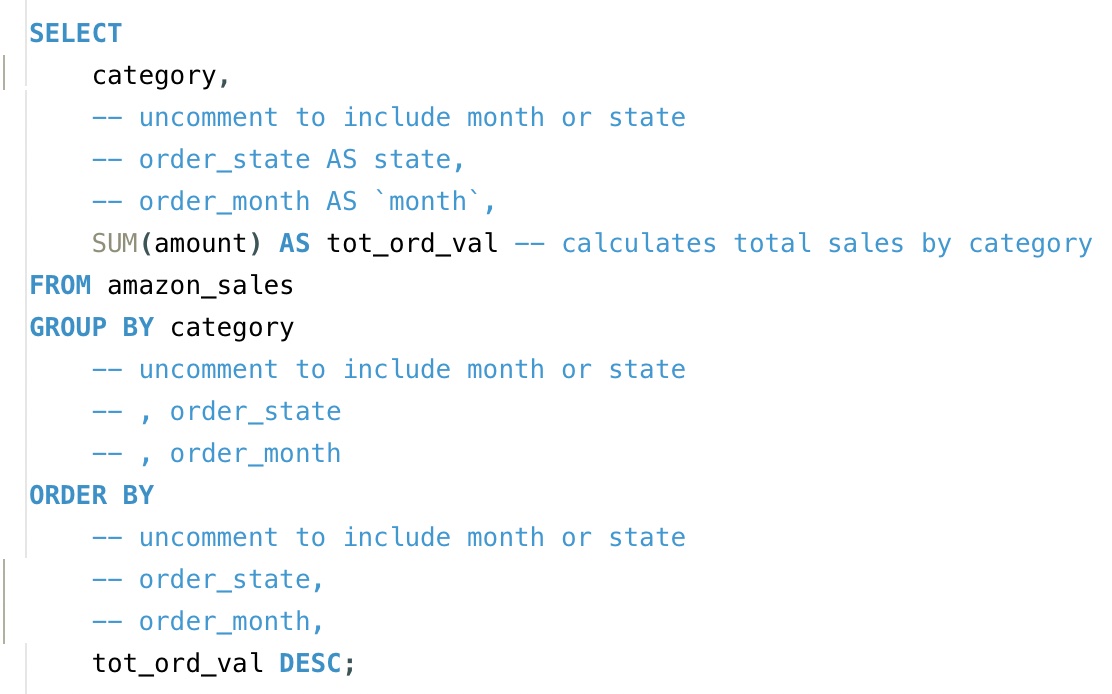 SELECT
    category,
    -- uncomment to include month or state
    -- order_state AS state,
    -- order_month AS `month`,
    SUM(amount) AS tot_ord_val -- calculates total sales by category
FROM amazon_sales
GROUP BY category
    -- uncomment to include month or state
    -- , order_state
    -- , order_month
ORDER BY
    -- uncomment to include month or state
    -- order_state,
    -- order_month,
    tot_ord_val DESC;